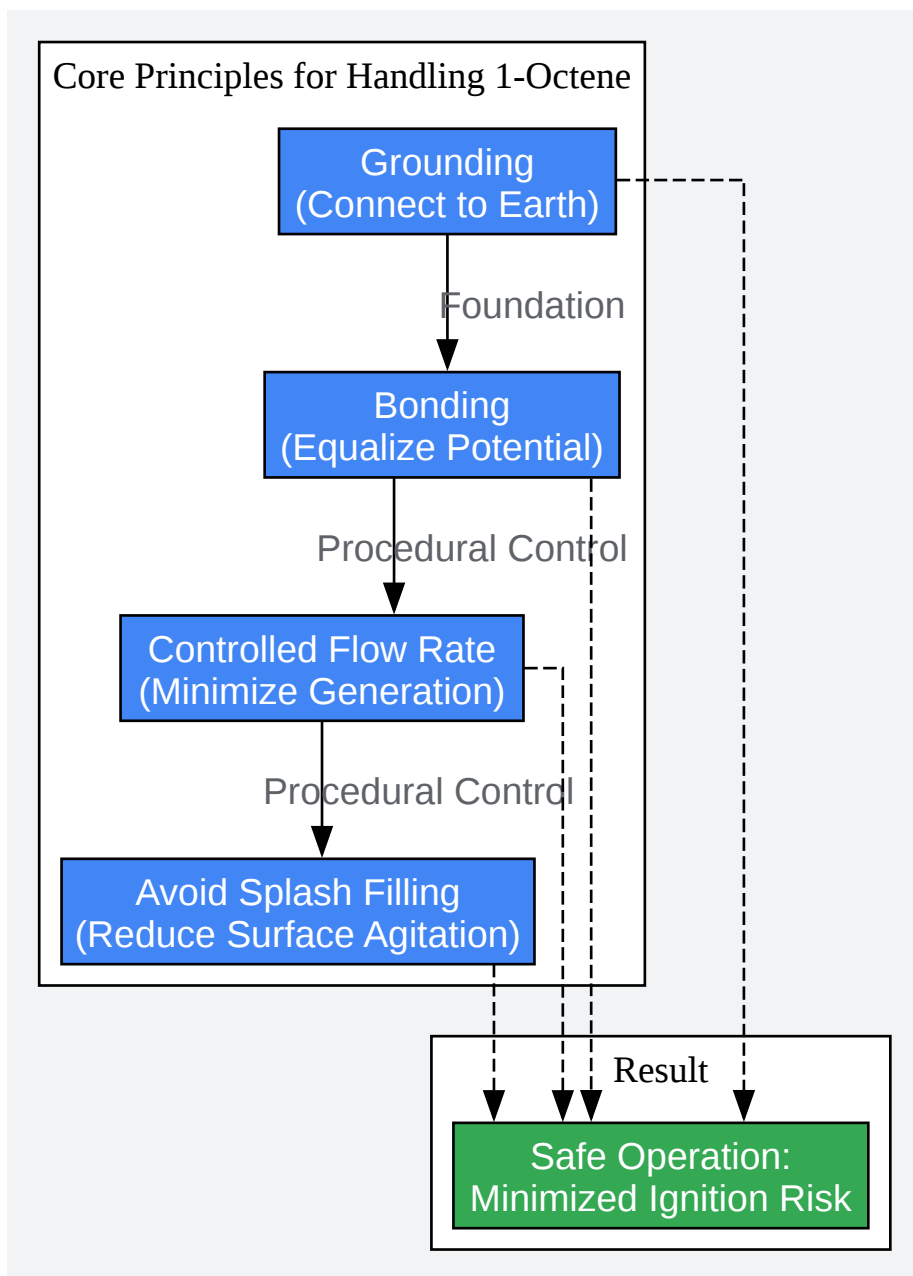 Core Principles for Handling 1-Octene
Grounding
(Connect to Earth)
Foundation
Bonding
(Equalize Potential)
Procedural Control
Controlled Flow Rate
(Minimize Generation)
Procedural Control
Avoid Splash Filling
(Reduce Surface Agitation)
Result
Safe Operation:
Minimized Ignition Risk